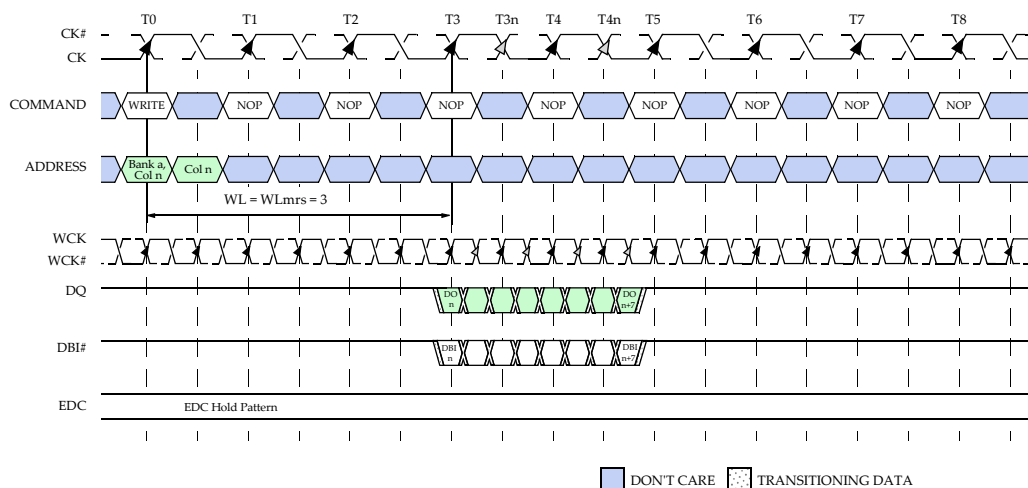 T0 T1 T2 T3 T3n T4 T4n T5 T6 T7 T8
CK#
CK
COMMAND WRITE NOP NOP NOP NOP NOP NOP NOP NOP
ADDRESS Bank a, Col n
Col n
WL = WLmrs = 3
WCK
WCK#
DQ
DO n
DO n+7
DBI#
DBI n
DBI n+7
EDC EDC Hold Pattern
DON'T CARE TRANSITIONING DATA